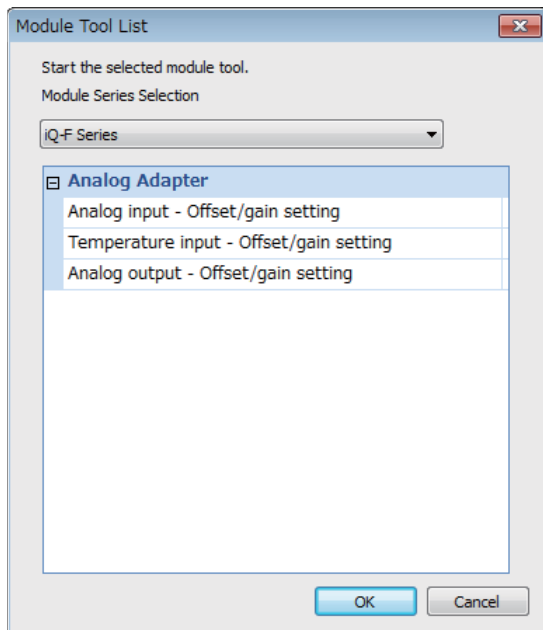 Module Tool List
Start the selected module tool.
Module Series Selection
iQ-F Series
Analog Adapter
Analog input - Offset/gain setting
Temperature input - Offset/gain setting
Analog output - Offset/gain setting
OK Cancel